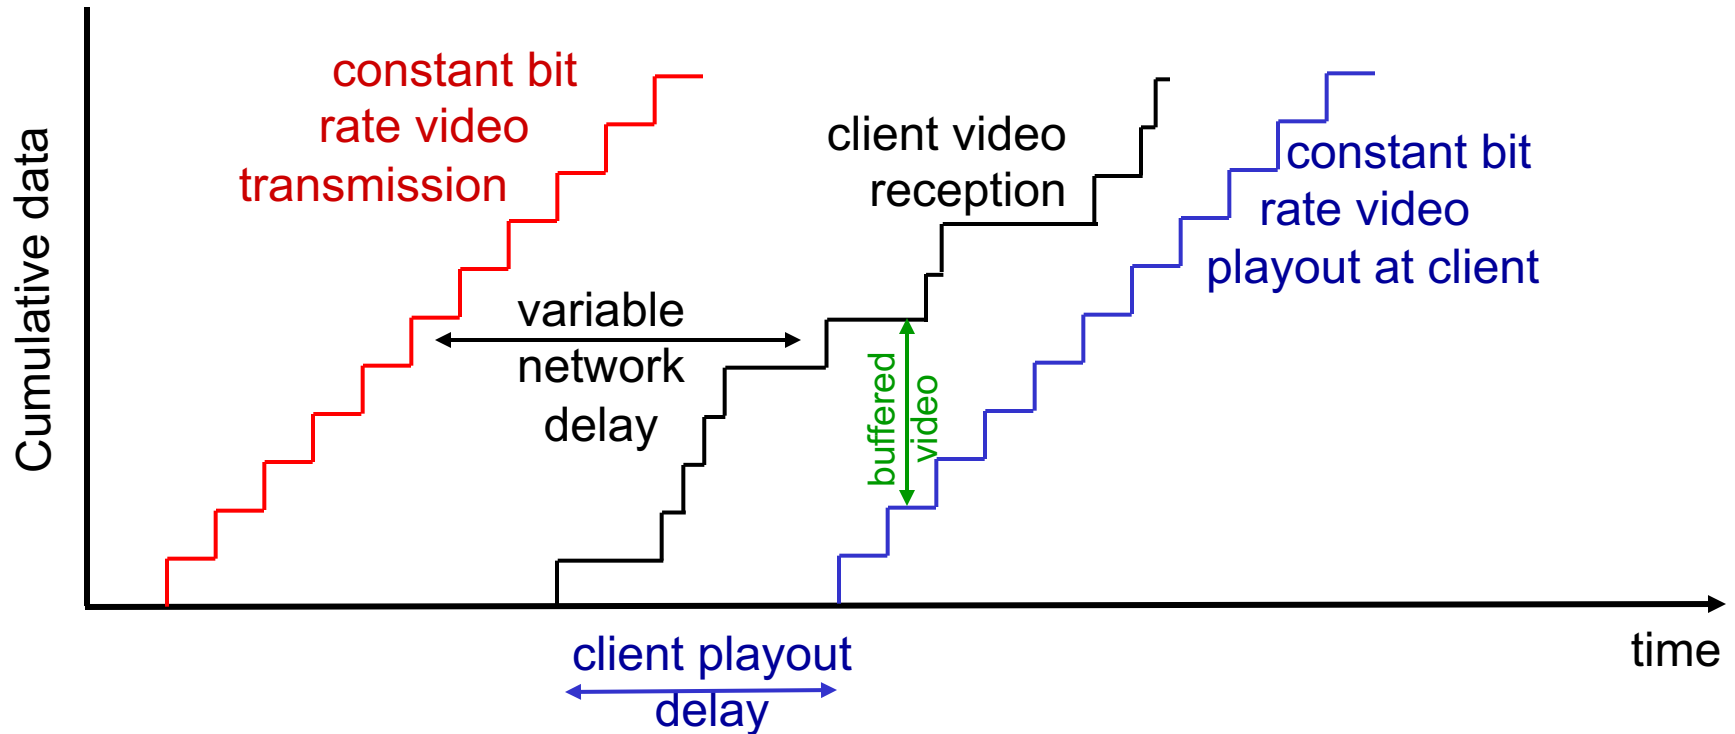 Cumulative data
constant bit
rate video
transmission
variable
network
delay
client video
reception
buffered
video
constant bit
rate video
playout at client
client playout
delay
time